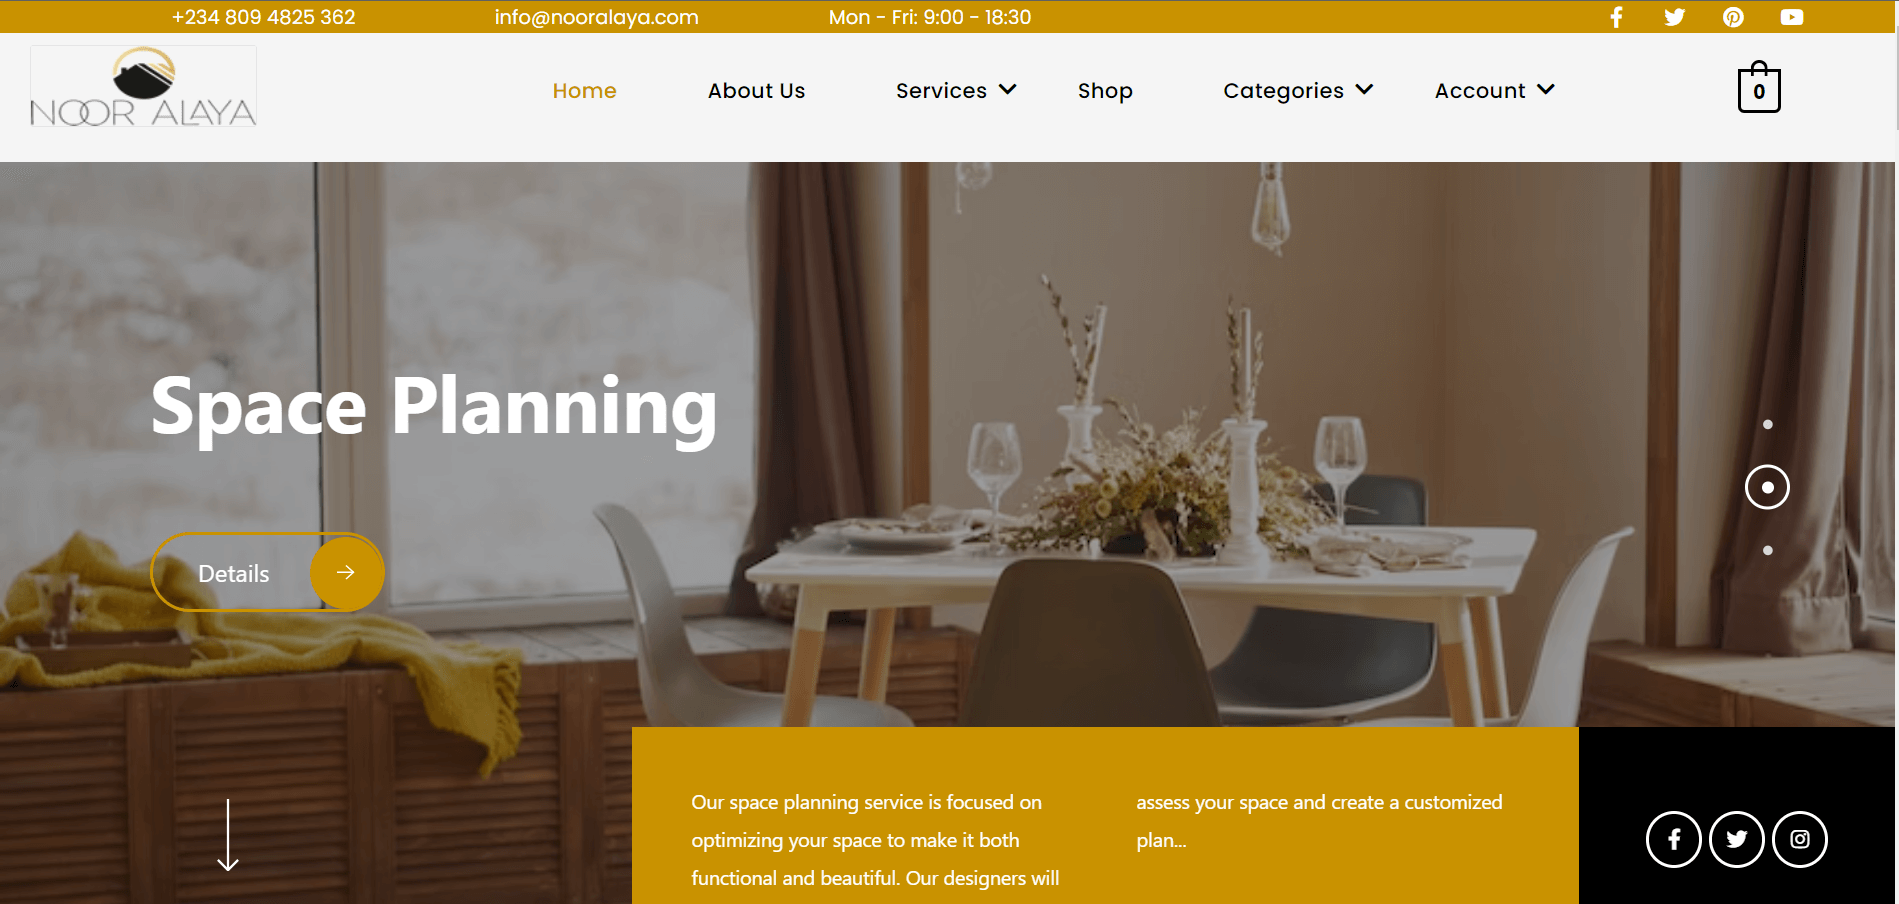 +234 809 4825 362
info@nooralaya.com
Mon - Fri: 9:00 - 18:30
NOOR ALAYA
Home
About Us
Services
Shop
Categories
Account
0
Space Planning
Details
Our space planning service is focused on
optimizing your space to make it both
functional and beautiful. Our designers will
assess your space and create a customized
plan...